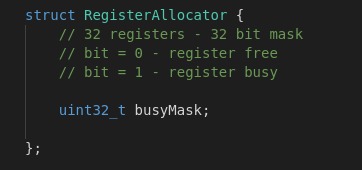 struct RegisterAllocator {
// 32 registers - 32 bit mask
// bit = 0 - register free
// bit = 1 - register busy
uint32_t busyMask;
};